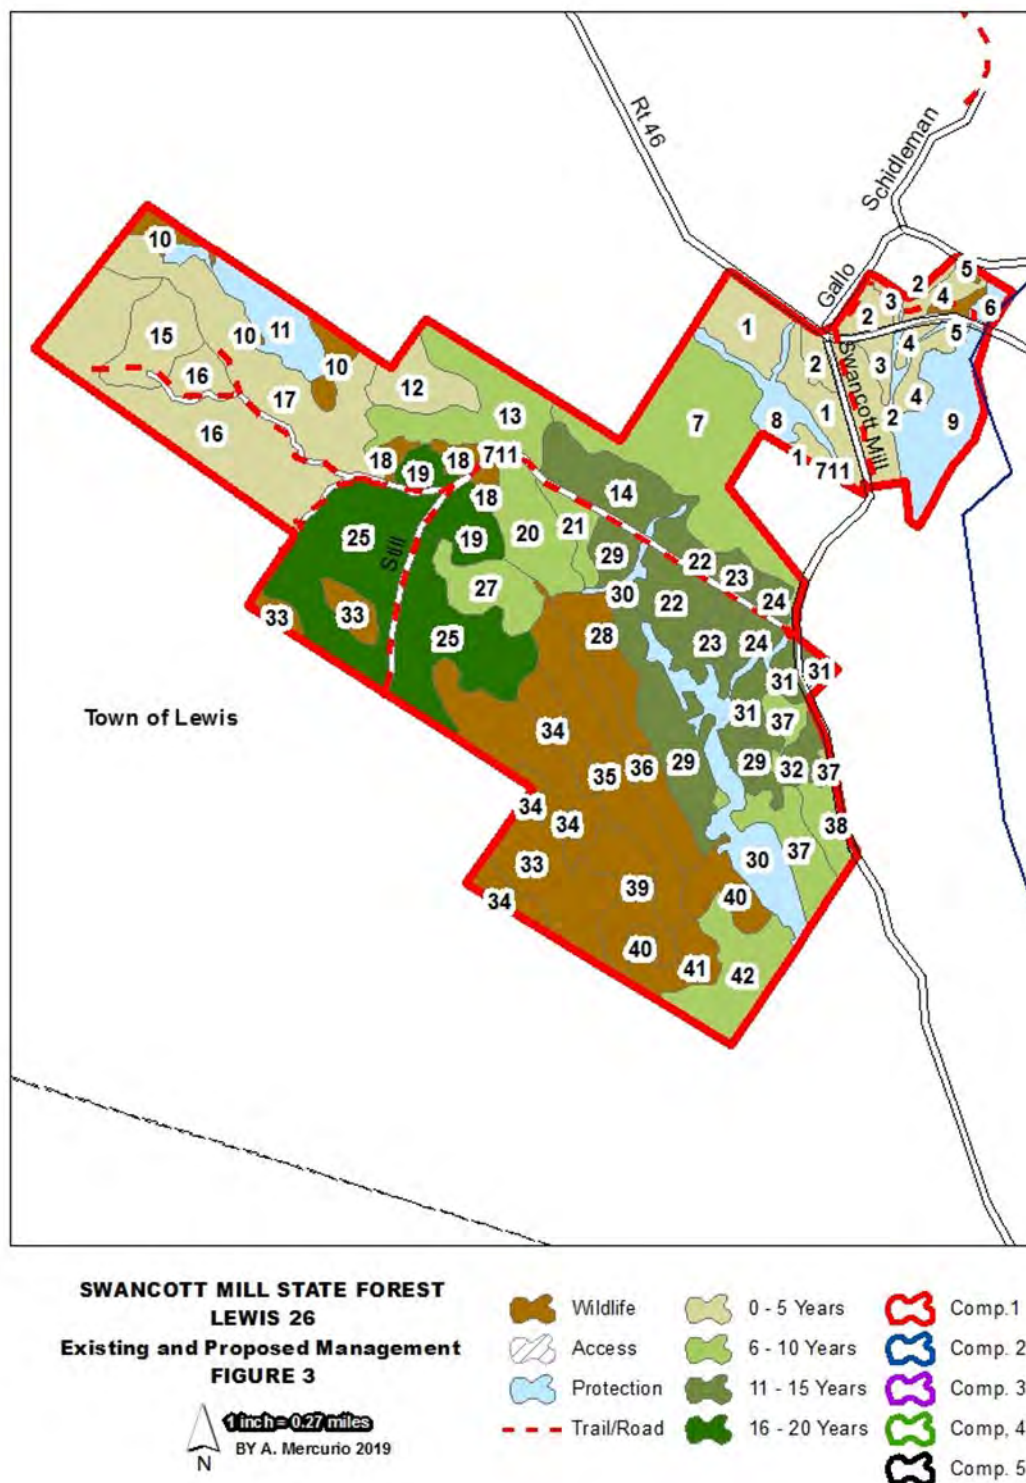 Rt 46
Schidleman
Gallo
5
2
3
4
6
2
1
5
4
2
3
Swancott Mill
10
11
10
15
10
16
12
17
16
13
7
8
1
4
2
9
1
711
18
19
18
711
18
14
25
Still
19
20
21
29
22
23
27
30
22
24
33
33
25
28
23
24
31
31
31
37
Town of Lewis
34
35
36
29
29
32
37
34
34
38
33
30
37
34
39
40
40
41
42
SWANCOTT MILL STATE FOREST
LEWIS 26
Existing and Proposed Management
FIGURE 3
1 inch = 0.27 miles
BY A. Mercurio 2019
N
Wildlife
Access
Protection
Trail/Road
0 - 5 Years
6 - 10 Years
11 - 15 Years
16 - 20 Years
Comp.1
Comp. 2
Comp. 3
Comp. 4
Comp. 5